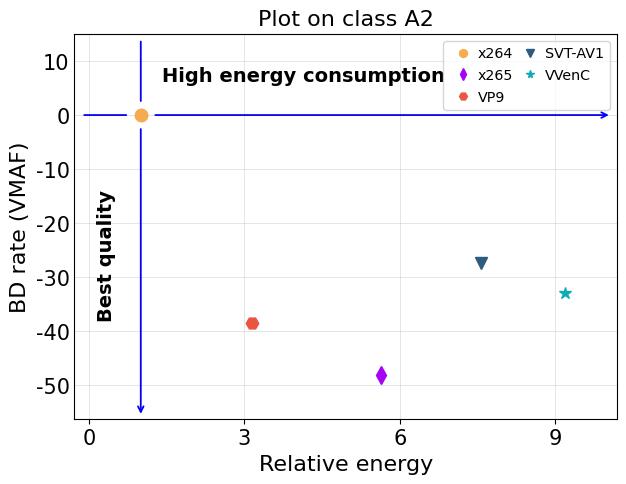 Plot on class A2
High energy consumption
x264
x265
VP9
SVT-AV1
VVenC
Best quality
BD rate (VMAF)
10
0
-10
-20
-30
-40
-50
0
3
6
9
Relative energy